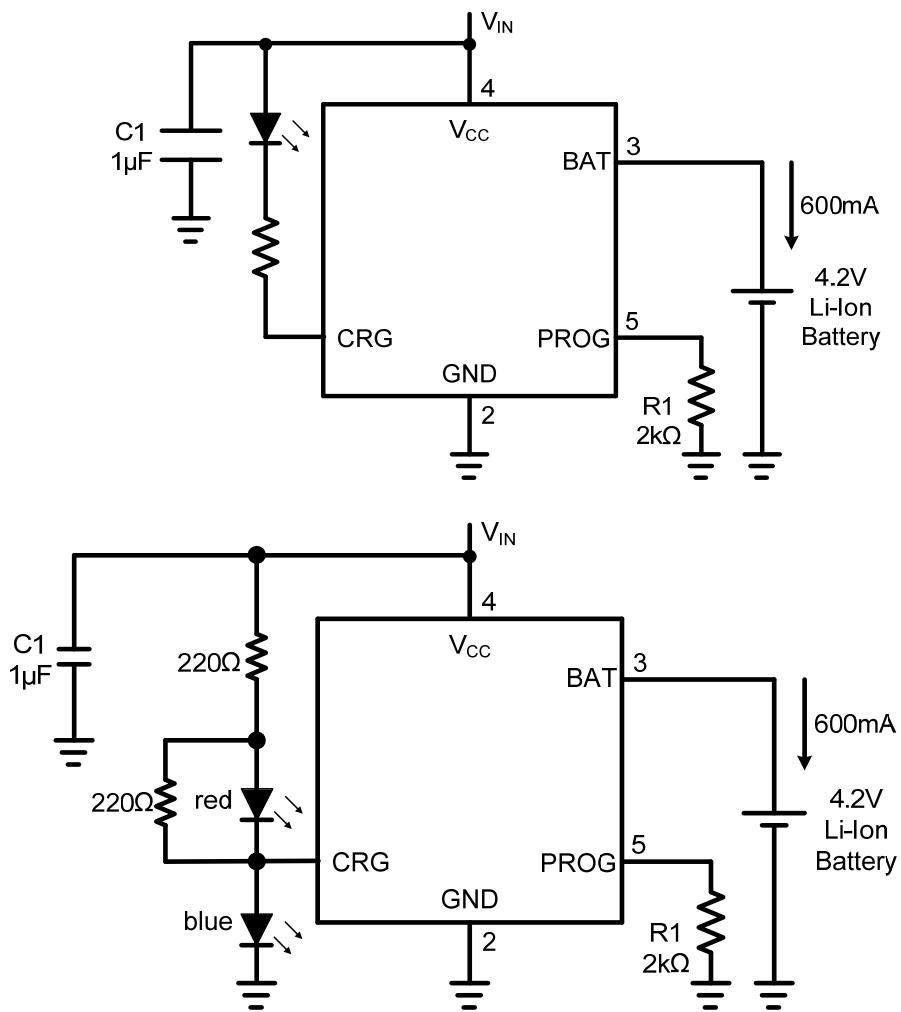 VIN
4
VCC
C1
1µF
BAT
3
600mA
4.2V
Li-Ion
Battery
CRG
PROG
5
GND
2
R1
2kΩ
VIN
4
VCC
C1
1µF
220Ω
BAT
3
600mA
220Ω
red
4.2V
Li-Ion
Battery
CRG
PROG
5
GND
blue
2
R1
2kΩ